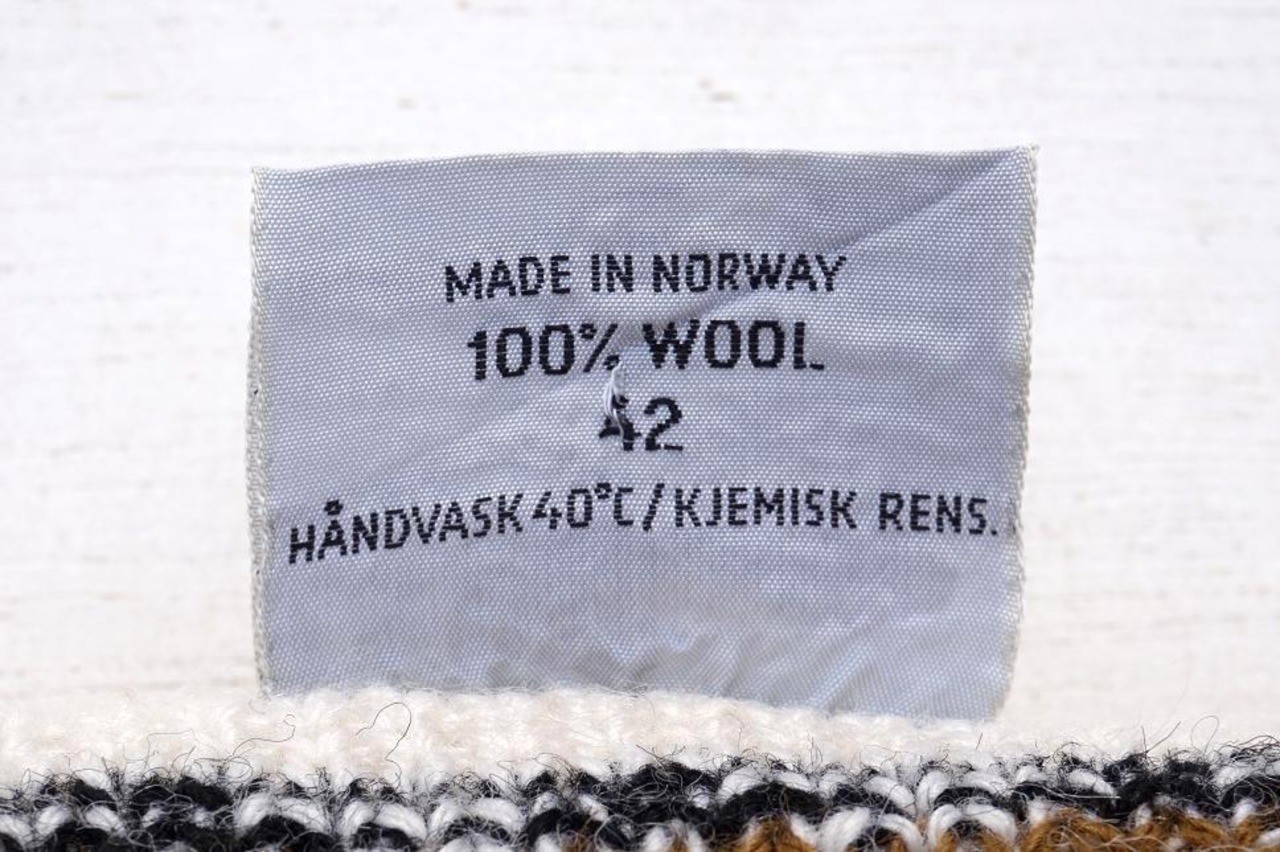 MADE IN NORWAY
100% WOOL
42
HÅNDVASK 40°C/KJEMISK RENS.